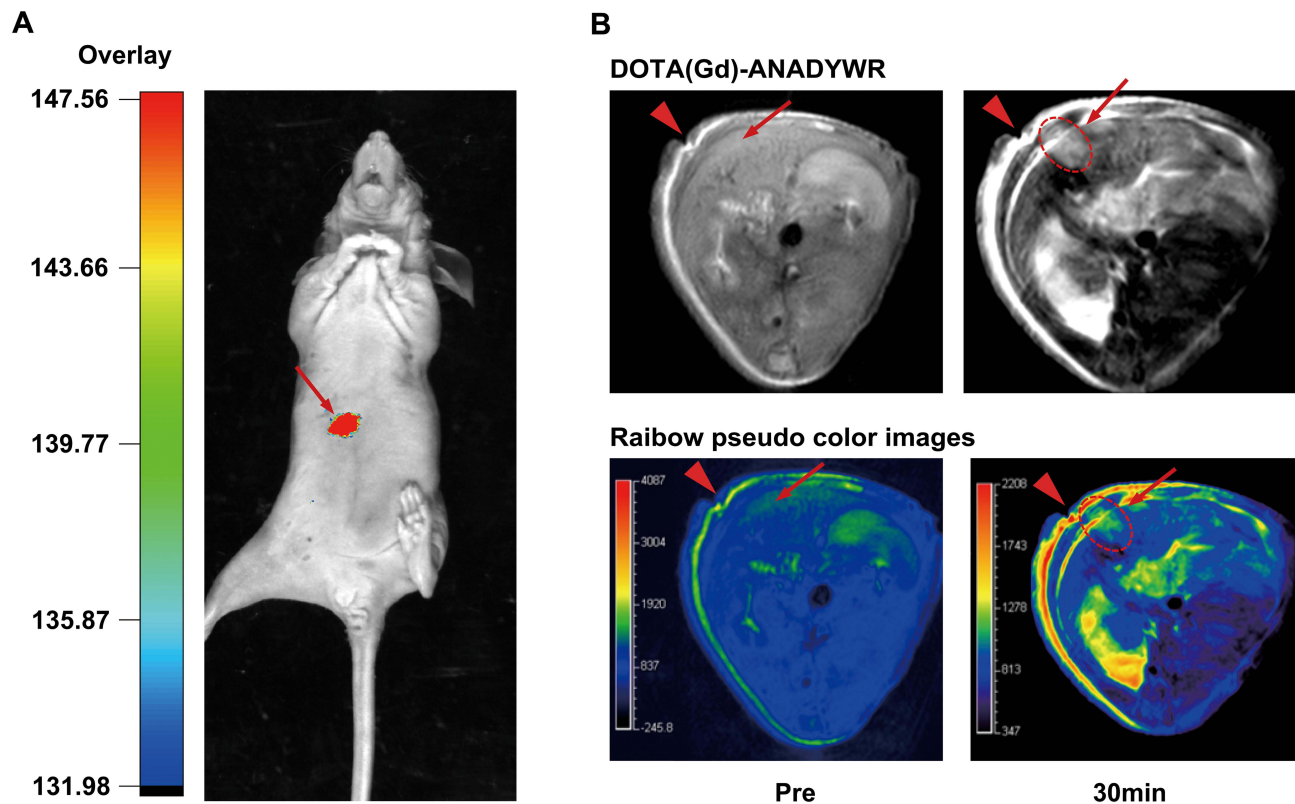 A
Overlay
147.56
143.66
139.77
135.87
131.98
B
DOTA(Gd)-ANADYWR
Raibow pseudo color images
4087
3004
1920
837
-245.8
2208
1743
1278
813
347
Pre
30min